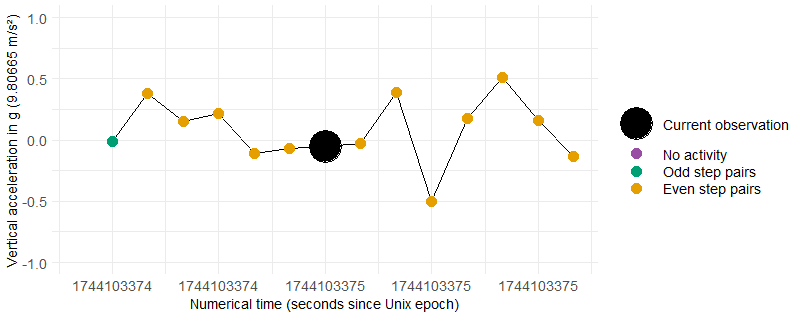 Vertical acceleration in g (9.80665 m/s²)
1.0
0.5
0.0
-0.5
-1.0
1744103374 1744103374 1744103375 1744103375 1744103375
Numerical time (seconds since Unix epoch)
Current observation
No activity
Odd step pairs
Even step pairs